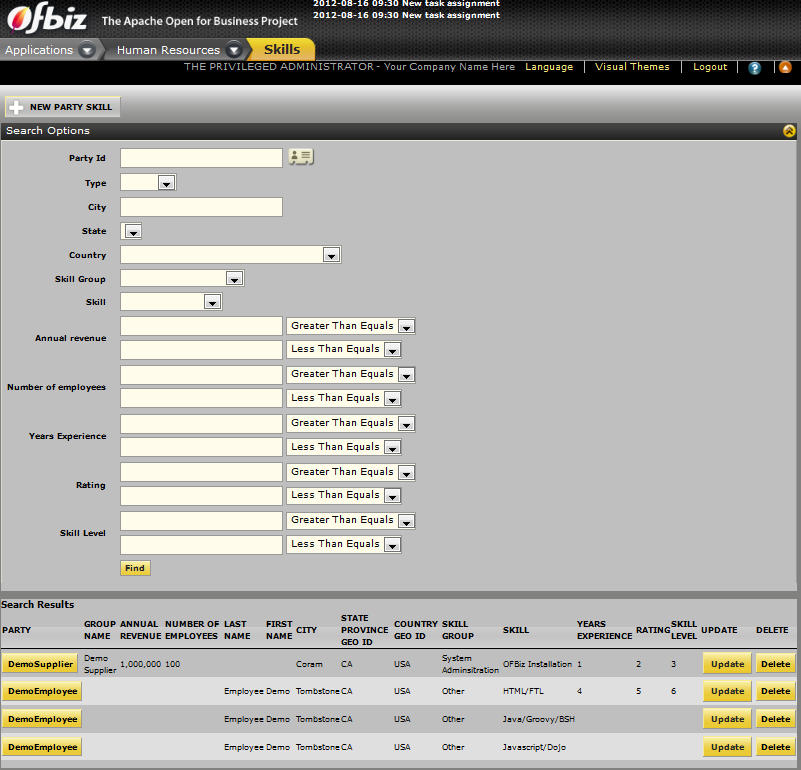 2012-08-16 09:30 New task assignment
2012-08-16 09:30 New task assignment
Ofbiz The Apache Open for Business Project
Applications Human Resources Skills
THE PRIVILEGED ADMINISTRATOR - Your Company Name Here Language Visual Themes Logout ?
NEW PARTY SKILL
Search Options
Party Id
Type
City
State
Country
Skill Group
Skill
Annual revenue Greater Than Equals
Less Than Equals
Number of employees Greater Than Equals
Less Than Equals
Years Experience Greater Than Equals
Less Than Equals
Rating Greater Than Equals
Less Than Equals
Skill Level Greater Than Equals
Less Than Equals
Find
Search Results
PARTY GROUP NAME ANNUAL REVENUE NUMBER OF EMPLOYEES LAST NAME FIRST NAME CITY STATE PROVINCE GEO ID COUNTRY GEO ID SKILL GROUP SKILL YEARS EXPERIENCE RATING SKILL LEVEL UPDATE DELETE
DemoSupplier Demo Supplier 1,000,000 100 Coram CA USA System Adminsitration OFBiz Installation 1 2 3 Update Delete
DemoEmployee Employee Demo Tombstone CA USA Other HTML/FTL 4 5 6 Update Delete
DemoEmployee Employee Demo Tombstone CA USA Other Java/Groovy/BSH Update Delete
DemoEmployee Employee Demo Tombstone CA USA Other Javascript/Dojo Update Delete